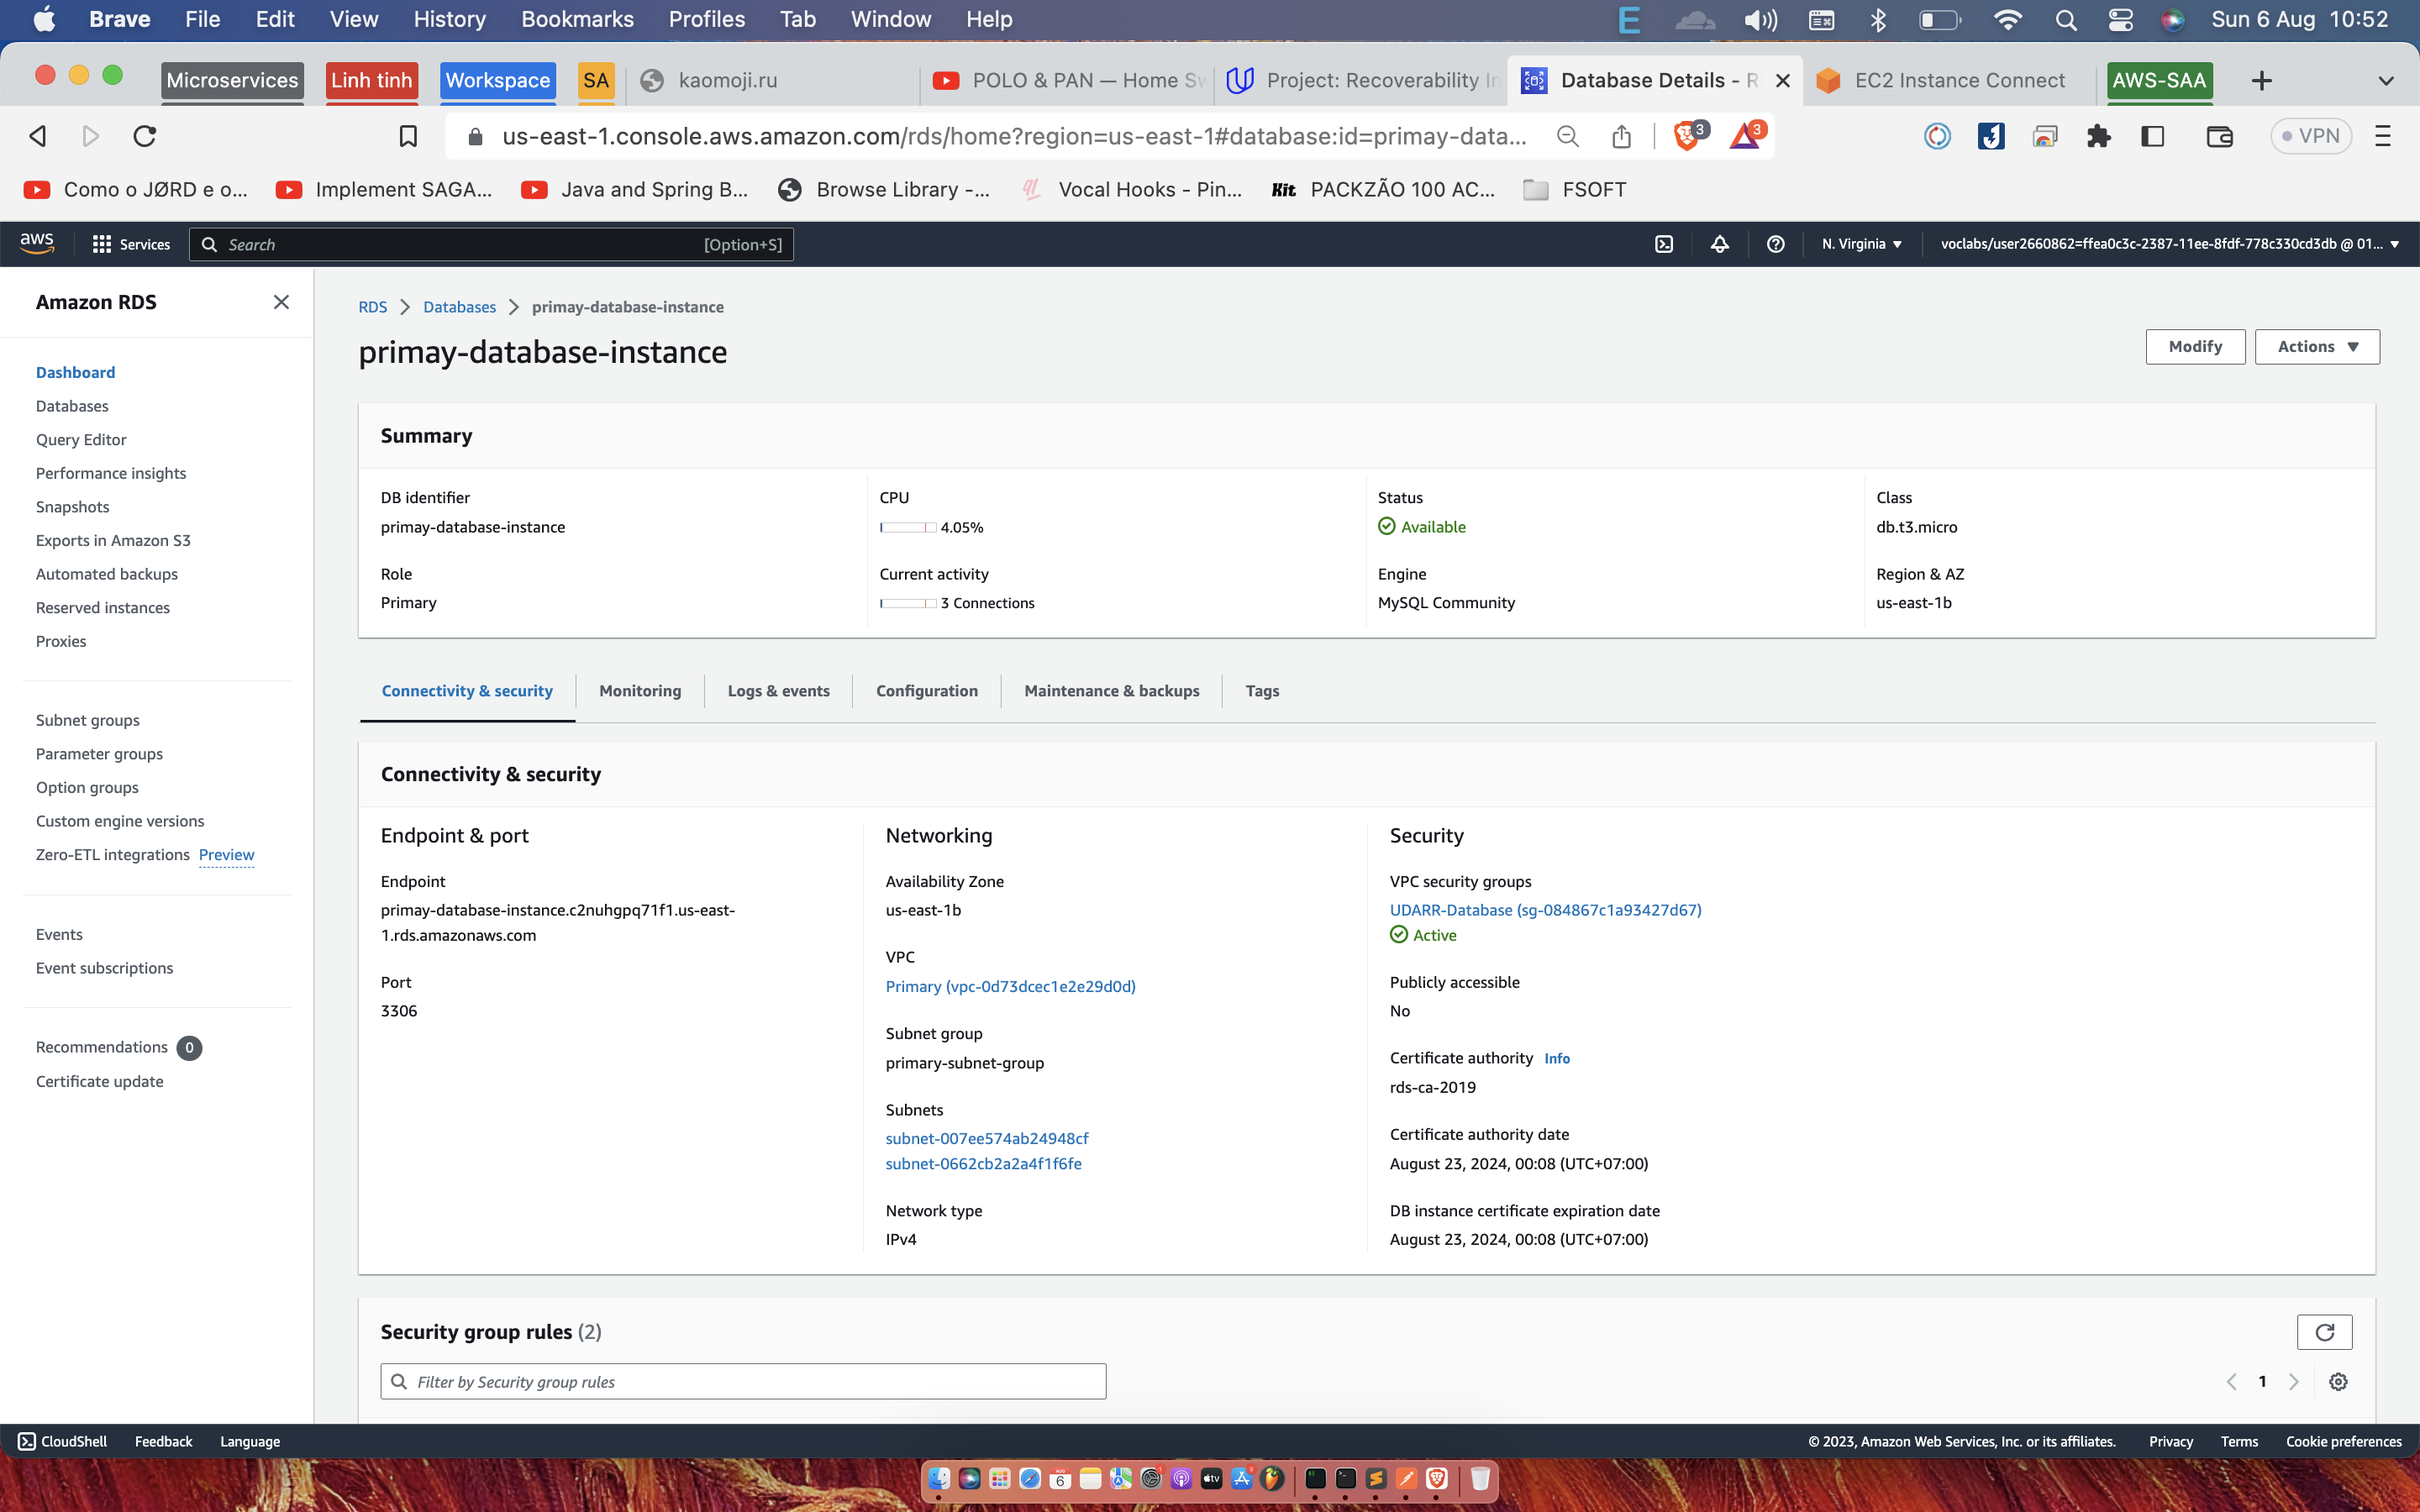 Brave File Edit View History Bookmarks Profiles Tab Window Help Sun 6 Aug 10:52
Microservices Linh tinh Workspace SA kaomoji.ru POLO & PAN — Home Sw Project: Recoverability in Database Details - R EC2 Instance Connect AWS-SAA
us-east-1.console.aws.amazon.com/rds/home?region=us-east-1#database:id=primay-data... 3 3 VPN
Como o JØRD e o... Implement SAGA... Java and Spring B... Browse Library -... Vocal Hooks - Pin... Kit PACKZÃO 100 AC... FSOFT
aws Services Search [Option+S] N. Virginia voclabs/user2660862=ffea0c3c-2387-11ee-8fdf-778c330cd3db @ 01...
Amazon RDS
Dashboard
Databases
Query Editor
Performance insights
Snapshots
Exports in Amazon S3
Automated backups
Reserved instances
Proxies
Subnet groups
Parameter groups
Option groups
Custom engine versions
Zero-ETL integrations Preview
Events
Event subscriptions
Recommendations 0
Certificate update
RDS Databases primay-database-instance
primay-database-instance
Modify Actions
Summary
DB identifier
primay-database-instance
Role
Primary
CPU
4.05%
Current activity
3 Connections
Status
Available
Engine
MySQL Community
Class
db.t3.micro
Region & AZ
us-east-1b
Connectivity & security Monitoring Logs & events Configuration Maintenance & backups Tags
Connectivity & security
Endpoint & port
Endpoint
primay-database-instance.c2nuhgpq71f1.us-east-
1.rds.amazonaws.com
Port
3306
Networking
Availability Zone
us-east-1b
VPC
Primary (vpc-0d73dcec1e2e29d0d)
Subnet group
primary-subnet-group
Subnets
subnet-007ee574ab24948cf
subnet-0662cb2a2a4f1f6fe
Network type
IPv4
Security
VPC security groups
UDARR-Database (sg-084867c1a93427d67)
Active
Publicly accessible
No
Certificate authority Info
rds-ca-2019
Certificate authority date
August 23, 2024, 00:08 (UTC+07:00)
DB instance certificate expiration date
August 23, 2024, 00:08 (UTC+07:00)
Security group rules (2)
Filter by Security group rules
1
CloudShell Feedback Language © 2023, Amazon Web Services, Inc. or its affiliates. Privacy Terms Cookie preferences